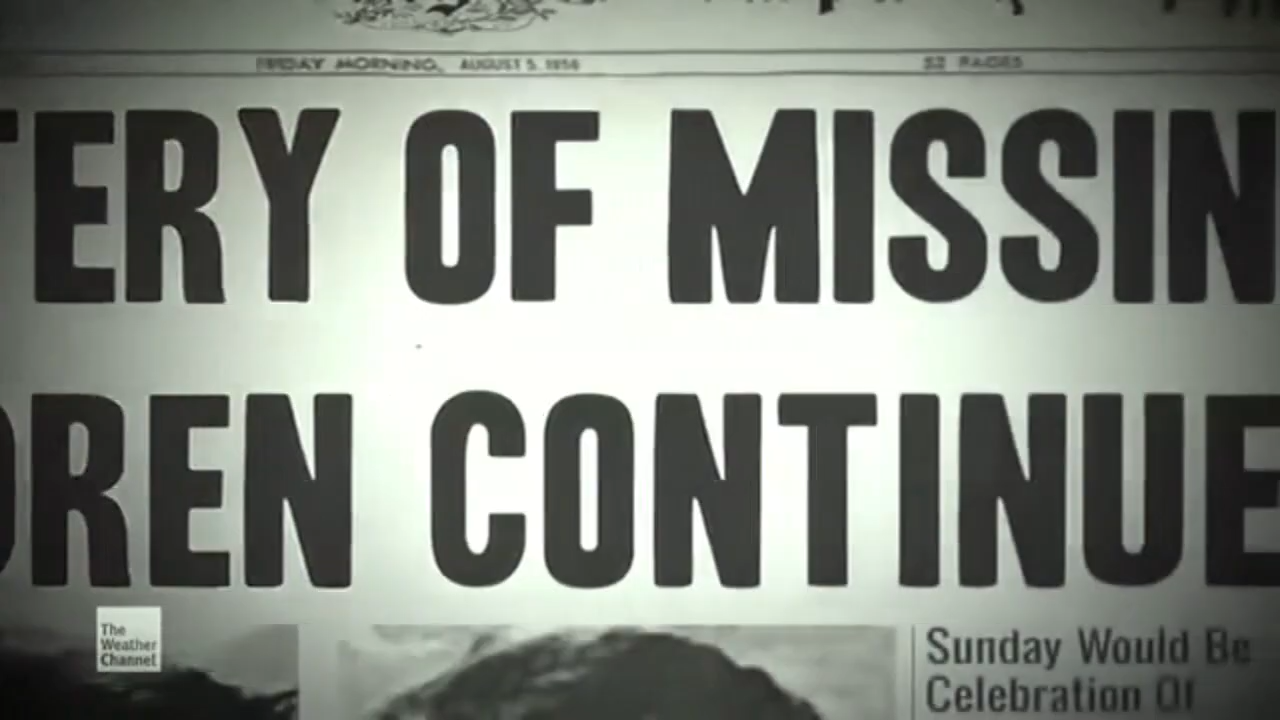 FRIDAY MORNING, AUGUST 5, 1950
52 PAGES
TERY OF MISSIN
DREN CONTINUE
The
Weather
Channel
Sunday Would Be
Celebration Of